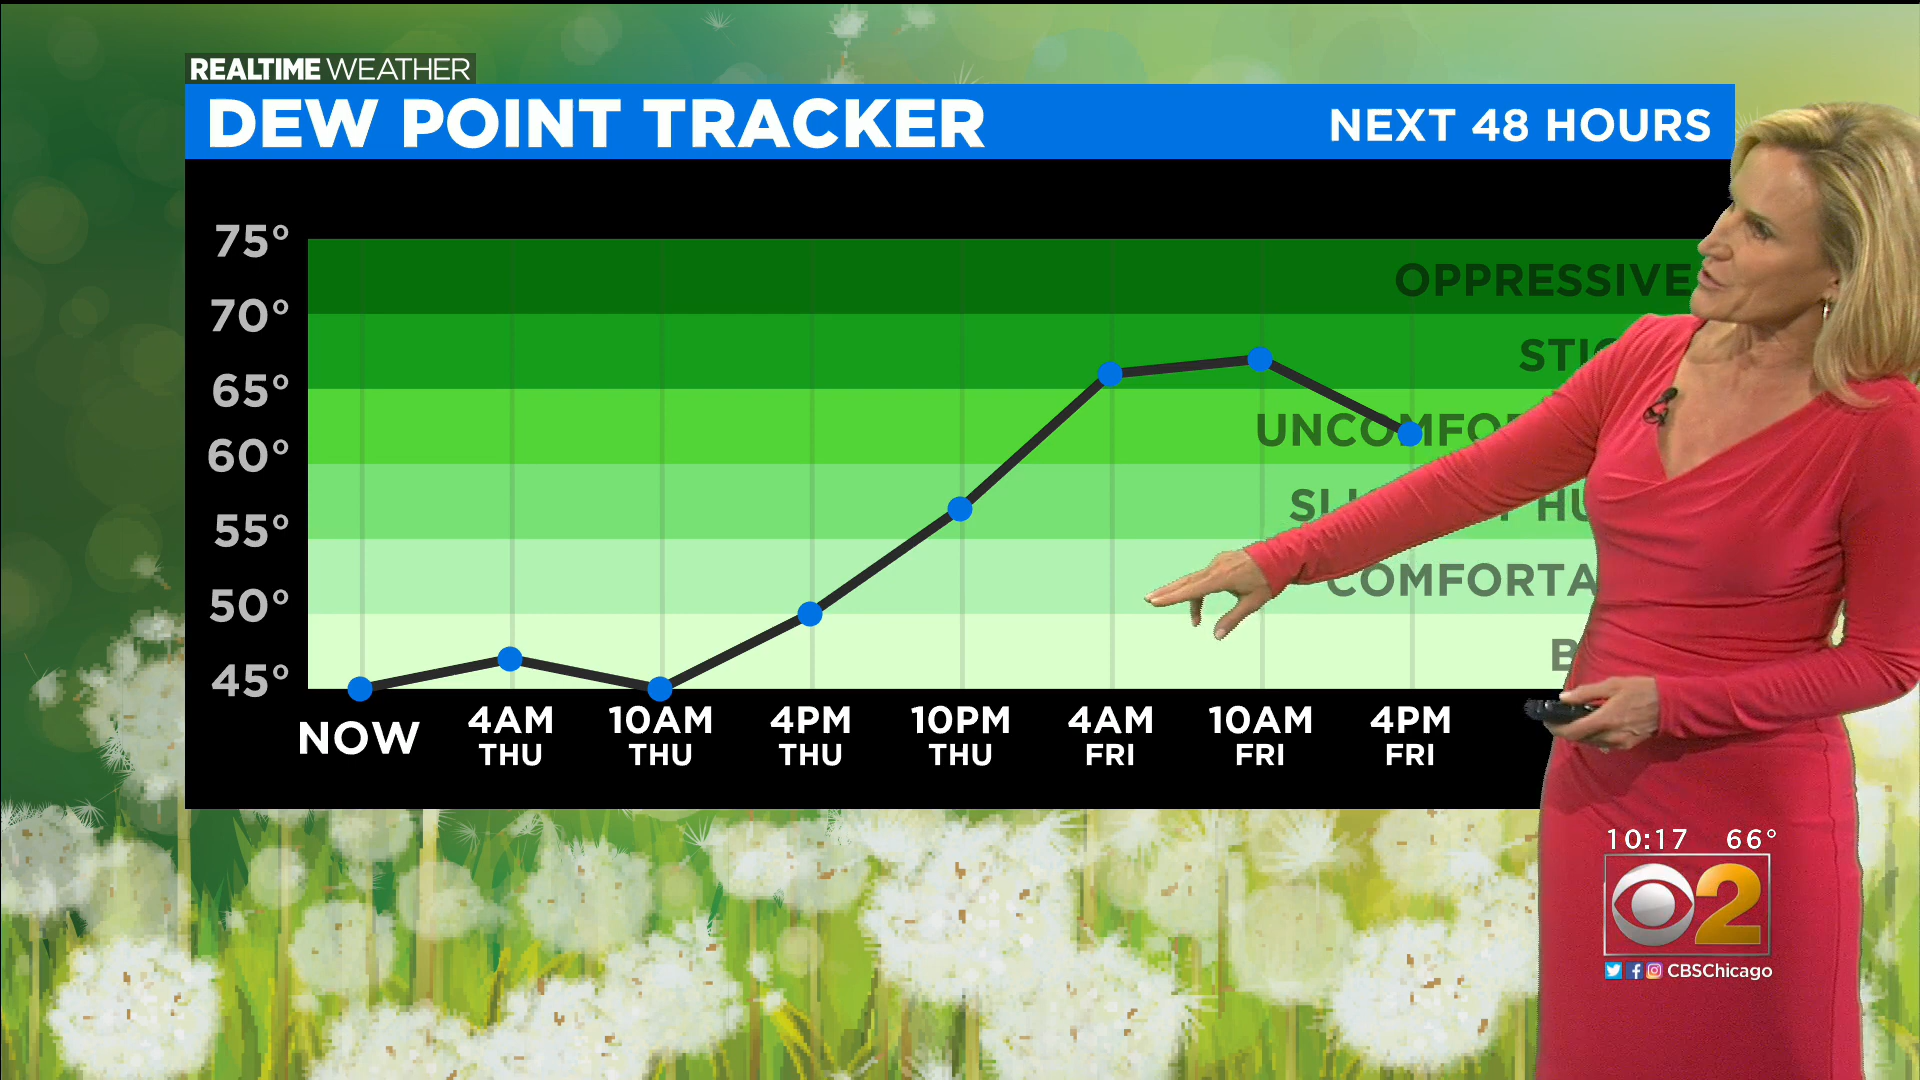 REALTIME WEATHER
DEW POINT TRACKER
NEXT 48 HOURS
75°
OPPRESSIVE
70°
65°
60°
55°
50°
45°
NOW
4AM
THU
10AM
THU
4PM
THU
10PM
THU
4AM
FRI
10AM
FRI
4PM
FRI
10:17 66°
2
CBSChicago